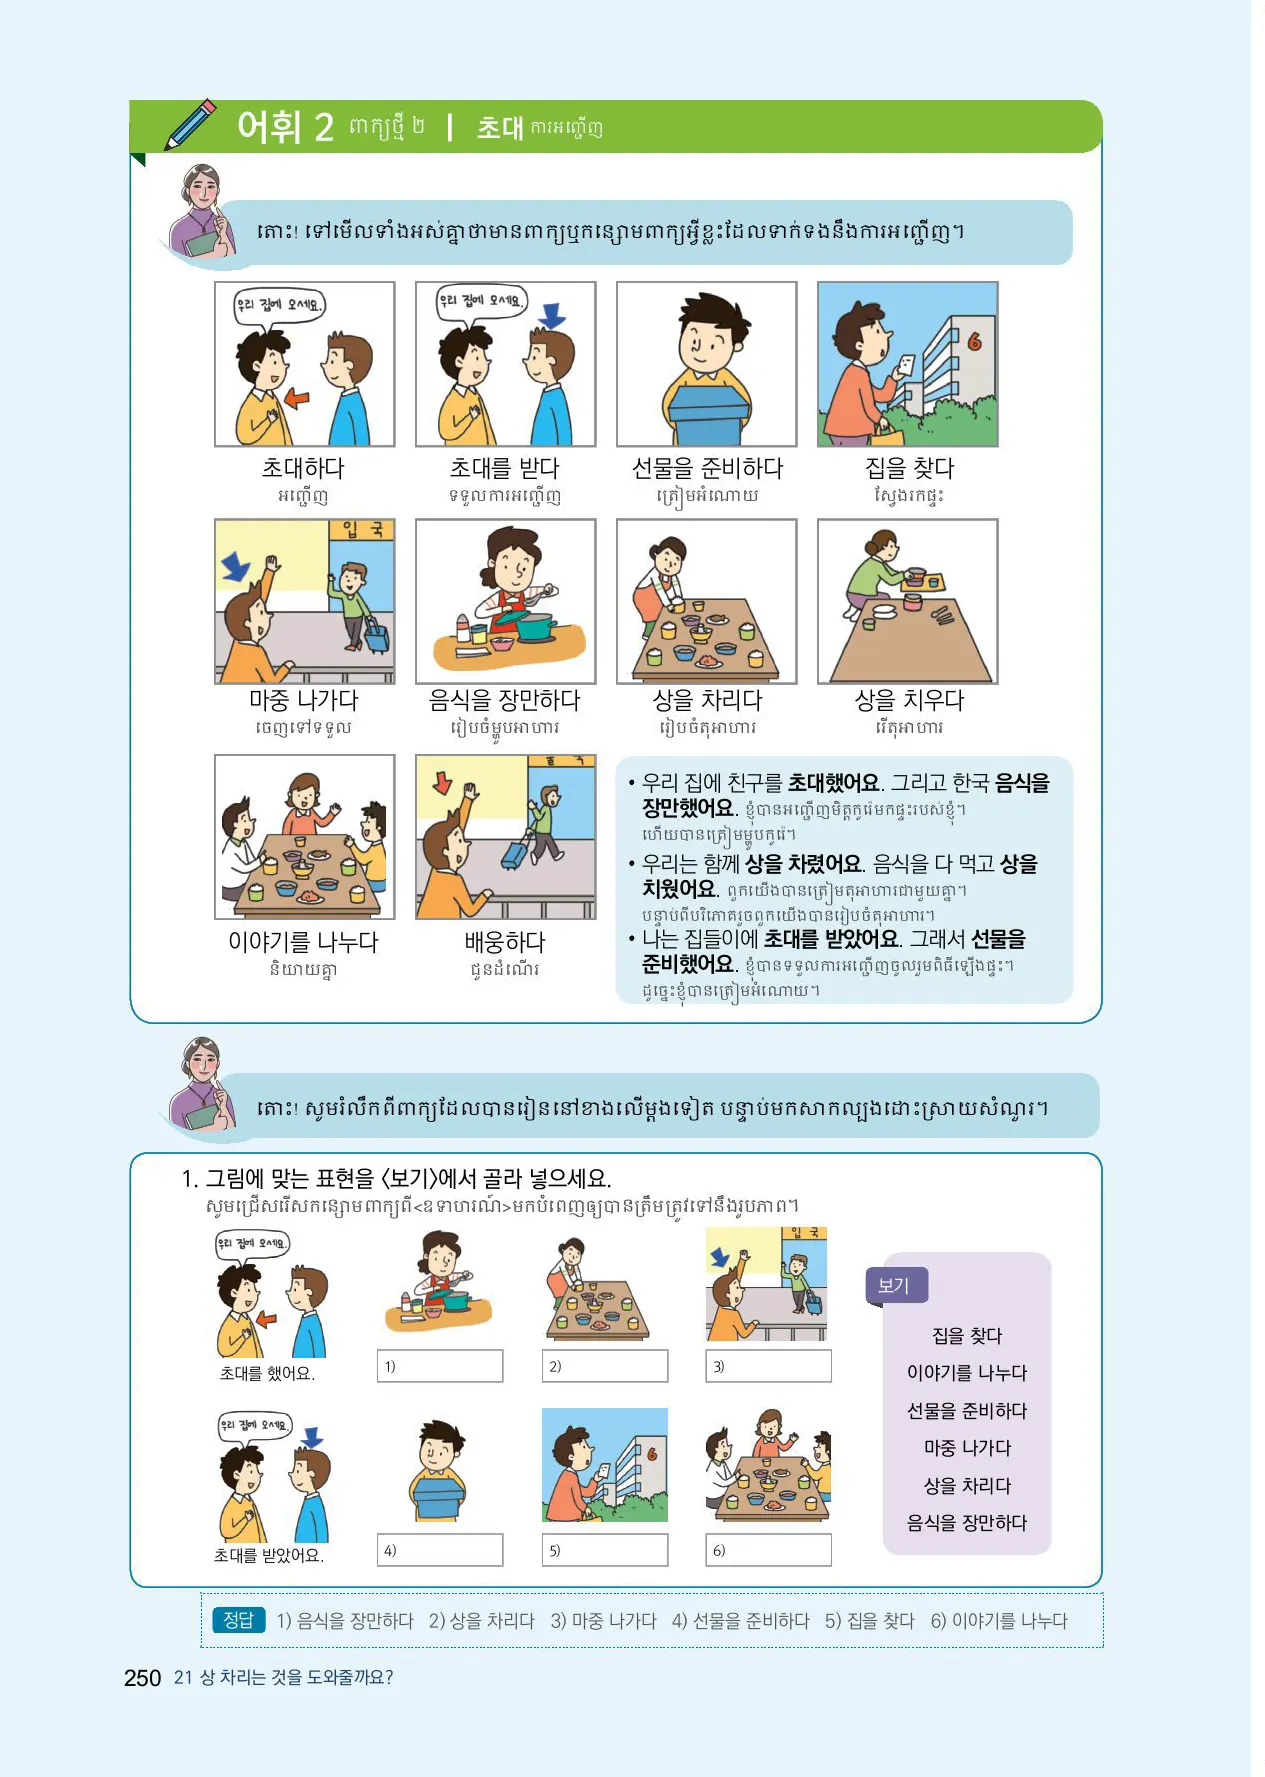 어휘 2 ពាក្យថ្មី ២ | 초대 ការអញ្ជើញ
តោះ! ទៅមើលទាំងអស់គ្នាថាមានពាក្យឬកន្សោមពាក្យអ្វីខ្លះដែលទាក់ទងនឹងការអញ្ជើញ។
우리 집에 오세요. 우리 집에 오세요.
6
초대하다 초대를 받다 선물을 준비하다 집을 찾다
អញ្ជើញ ទទួលការអញ្ជើញ ត្រៀមអំណោយ ស្វែងរកផ្ទះ
입 국
마중 나가다 음식을 장만하다 상을 차리다 상을 치우다
ចេញទៅទទួល រៀបចំម្ហូបអាហារ រៀបចំតុអាហារ រើតុអាហារ
출 국
이야기를 나누다 배웅하다
និយាយគ្នា ជូនដំណើរ
• 우리 집에 친구를 초대했어요. 그리고 한국 음식을
장만했어요. ខ្ញុំបានអញ្ជើញមិត្តកូរ៉េមកផ្ទះរបស់ខ្ញុំ។
ហើយបានត្រៀមម្ហូបកូរ៉េ។
• 우리는 함께 상을 차렸어요. 음식을 다 먹고 상을
치웠어요. ពួកយើងបានត្រៀមតុអាហារជាមួយគ្នា។
បន្ទាប់ពីបរិភោគរួចពួកយើងបានរៀបចំតុអាហារ។
• 나는 집들이에 초대를 받았어요. 그래서 선물을
준비했어요. ខ្ញុំបានទទួលការអញ្ជើញចូលរួមពិធីឡើងផ្ទះ។
ដូច្នេះខ្ញុំបានត្រៀមអំណោយ។
តោះ! សូមរំលឹកពីពាក្យដែលបានរៀននៅខាងលើម្តងទៀត បន្ទាប់មកសាកល្បងដោះស្រាយសំណួរ។
1. 그림에 맞는 표현을 〈보기〉에서 골라 넣으세요.
សូមជ្រើសរើសកន្សោមពាក្យពី<ឧទាហរណ៍>មកបំពេញឲ្យបានត្រឹមត្រូវទៅនឹងរូបភាព។
우리 집에 오세요.
입 국
초대를 했어요. 1) 2) 3)
우리 집에 오세요.
6
초대를 받았어요. 4) 5) 6)
보기
집을 찾다
이야기를 나누다
선물을 준비하다
마중 나가다
상을 차리다
음식을 장만하다
정답 1) 음식을 장만하다 2) 상을 차리다 3) 마중 나가다 4) 선물을 준비하다 5) 집을 찾다 6) 이야기를 나누다
250 21 상 차리는 것을 도와줄까요?